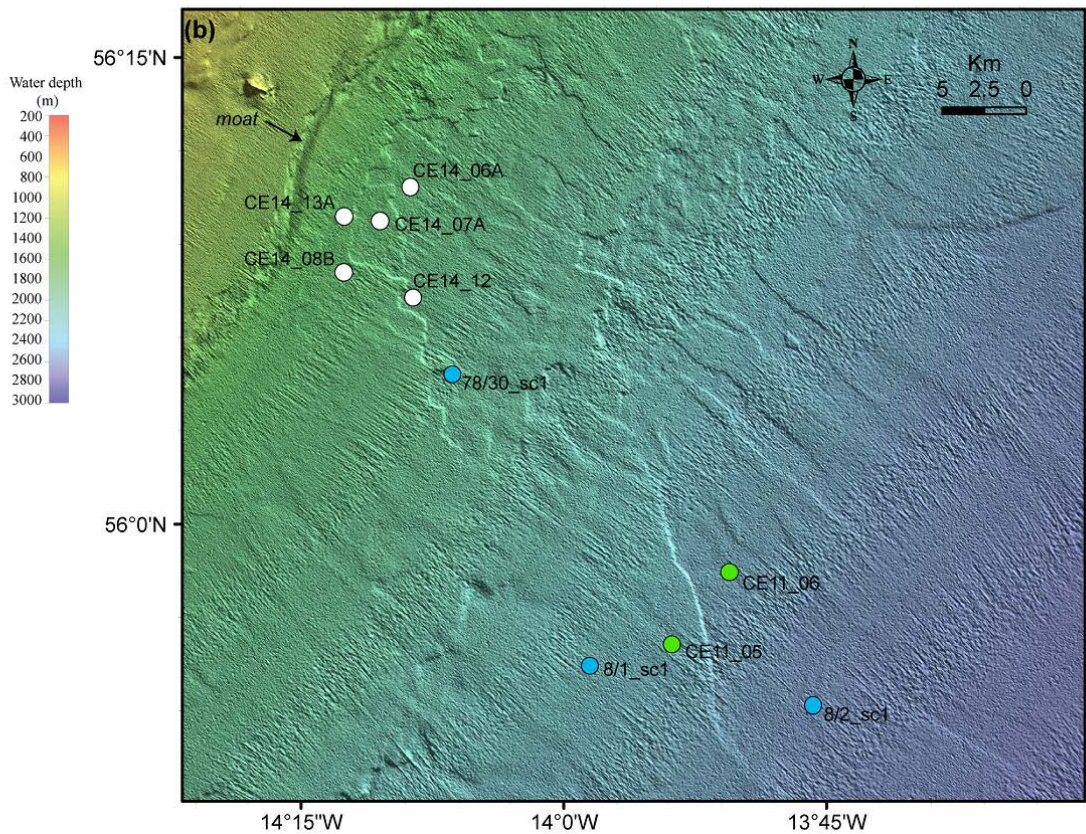 (b)
56°15'N
N
W
E
S
Km
5 2.5 0
Water depth
(m)
200
400
600
800
1000
1200
1400
1600
1800
2000
2200
2400
2600
2800
3000
moat
CE14_06A
CE14_13A
CE14_07A
CE14_08B
CE14_12
78/30_sc1
56°0'N
CE11_06
CE11_05
8/1_sc1
8/2_sc1
14°15'W
14°0'W
13°45'W